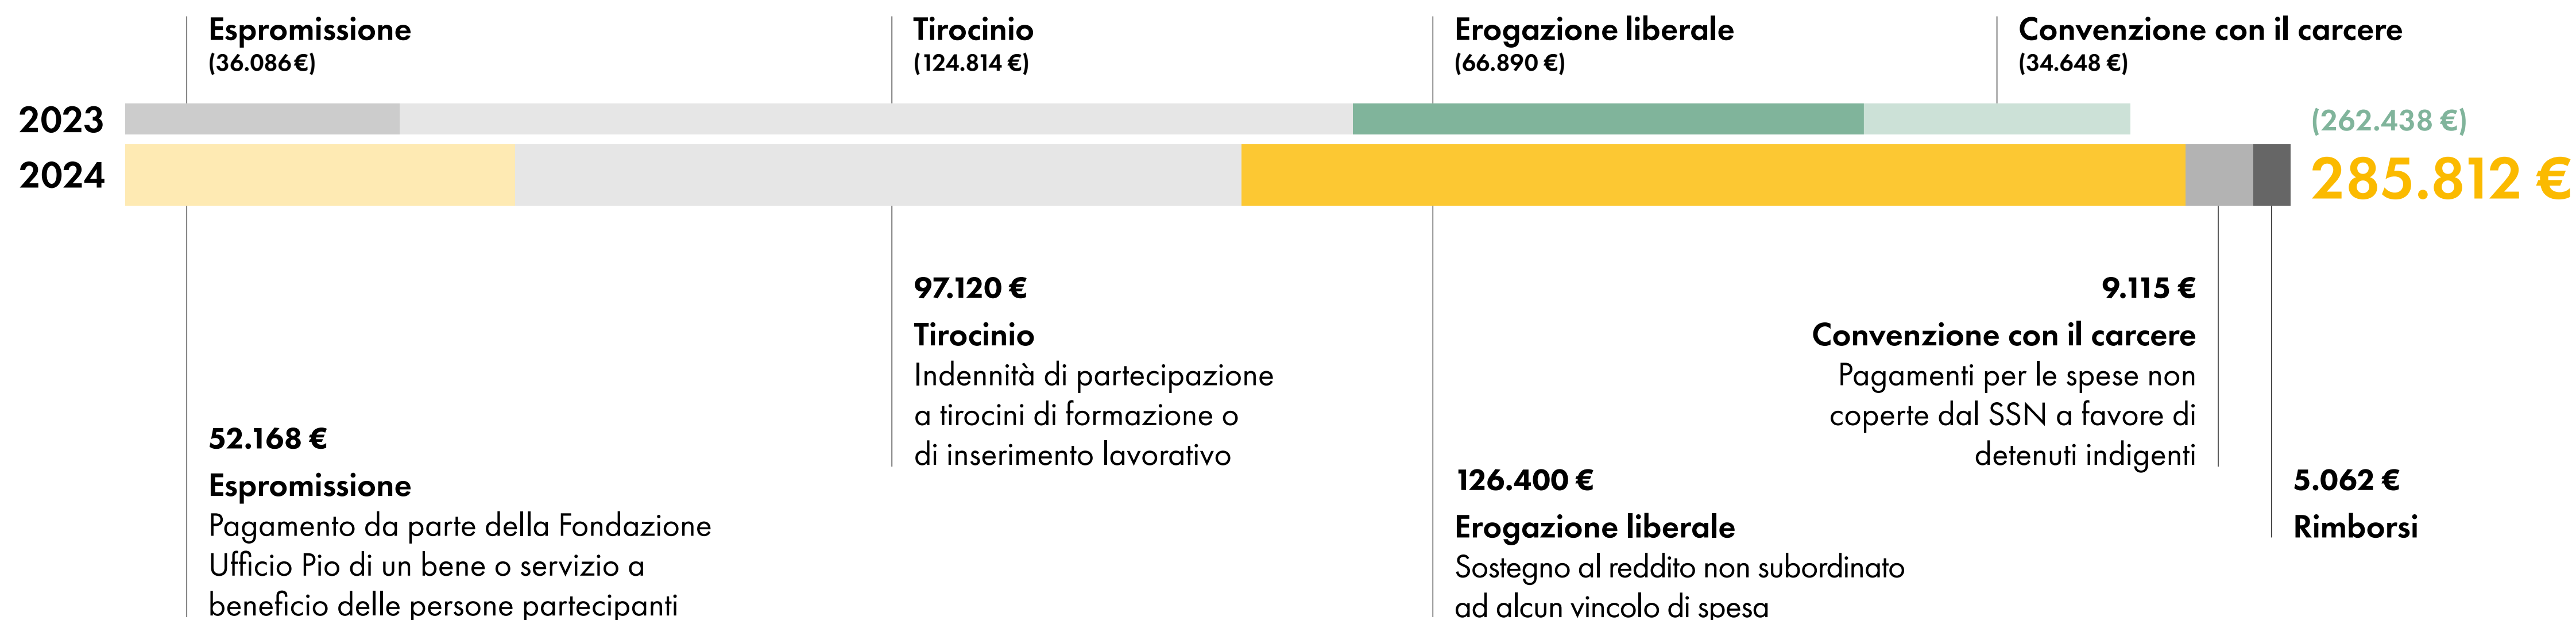 Espromissione
(36.086€)
Tirocinio
(124.814 €)
Erogazione liberale
(66.890 €)
Convenzione con il carcere
(34.648 €)
2023
(262.438 €)
2024
285.812 €
52.168 €
Espromissione
Pagamento da parte della Fondazione
Ufficio Pio di un bene o servizio a
beneficio delle persone partecipanti
97.120 €
Tirocinio
Indennità di partecipazione
a tirocini di formazione o
di inserimento lavorativo
126.400 €
Erogazione liberale
Sostegno al reddito non subordinato
ad alcun vincolo di spesa
9.115 €
Convenzione con il carcere
Pagamenti per le spese non
coperte dal SSN a favore di
detenuti indigenti
5.062 €
Rimborsi